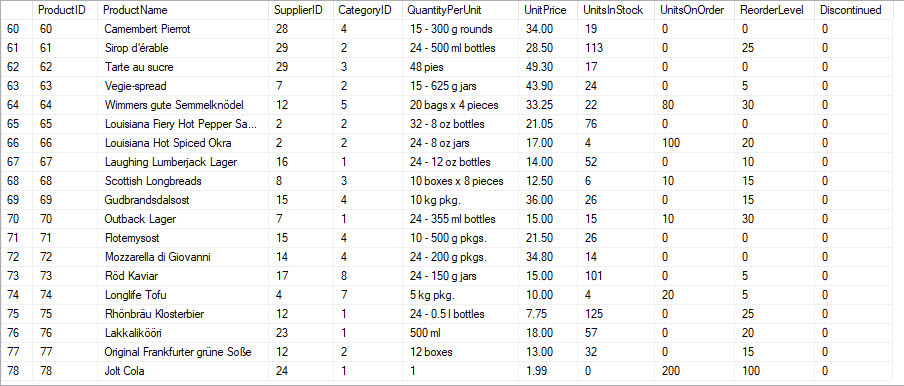 ProductID ProductName SupplierID CategoryID QuantityPerUnit UnitPrice UnitsInStock UnitsOnOrder ReorderLevel Discontinued
60 60 Camembert Pierrot 28 4 15 - 300 g rounds 34.00 19 0 0 0
61 61 Sirop d'érable 29 2 24 - 500 ml bottles 28.50 113 0 25 0
62 62 Tarte au sucre 29 3 48 pies 49.30 17 0 0 0
63 63 Vegie-spread 7 2 15 - 625 g jars 43.90 24 0 5 0
64 64 Wimmers gute Semmelknödel 12 5 20 bags x 4 pieces 33.25 22 80 30 0
65 65 Louisiana Fiery Hot Pepper Sa... 2 2 32 - 8 oz bottles 21.05 76 0 0 0
66 66 Louisiana Hot Spiced Okra 2 2 24 - 8 oz jars 17.00 4 100 20 0
67 67 Laughing Lumberjack Lager 16 1 24 - 12 oz bottles 14.00 52 0 10 0
68 68 Scottish Longbreads 8 3 10 boxes x 8 pieces 12.50 6 10 15 0
69 69 Gudbrandsdalsost 15 4 10 kg pkg. 36.00 26 0 15 0
70 70 Outback Lager 7 1 24 - 355 ml bottles 15.00 15 10 30 0
71 71 Flotemysost 15 4 10 - 500 g pkgs. 21.50 26 0 0 0
72 72 Mozzarella di Giovanni 14 4 24 - 200 g pkgs. 34.80 14 0 0 0
73 73 Röd Kaviar 17 8 24 - 150 g jars 15.00 101 0 5 0
74 74 Longlife Tofu 4 7 5 kg pkg. 10.00 4 20 5 0
75 75 Rhönbräu Klosterbier 12 1 24 - 0.5 l bottles 7.75 125 0 25 0
76 76 Lakkalikööri 23 1 500 ml 18.00 57 0 20 0
77 77 Original Frankfurter grüne Soße 12 2 12 boxes 13.00 32 0 15 0
78 78 Jolt Cola 24 1 1 1.99 0 200 100 0